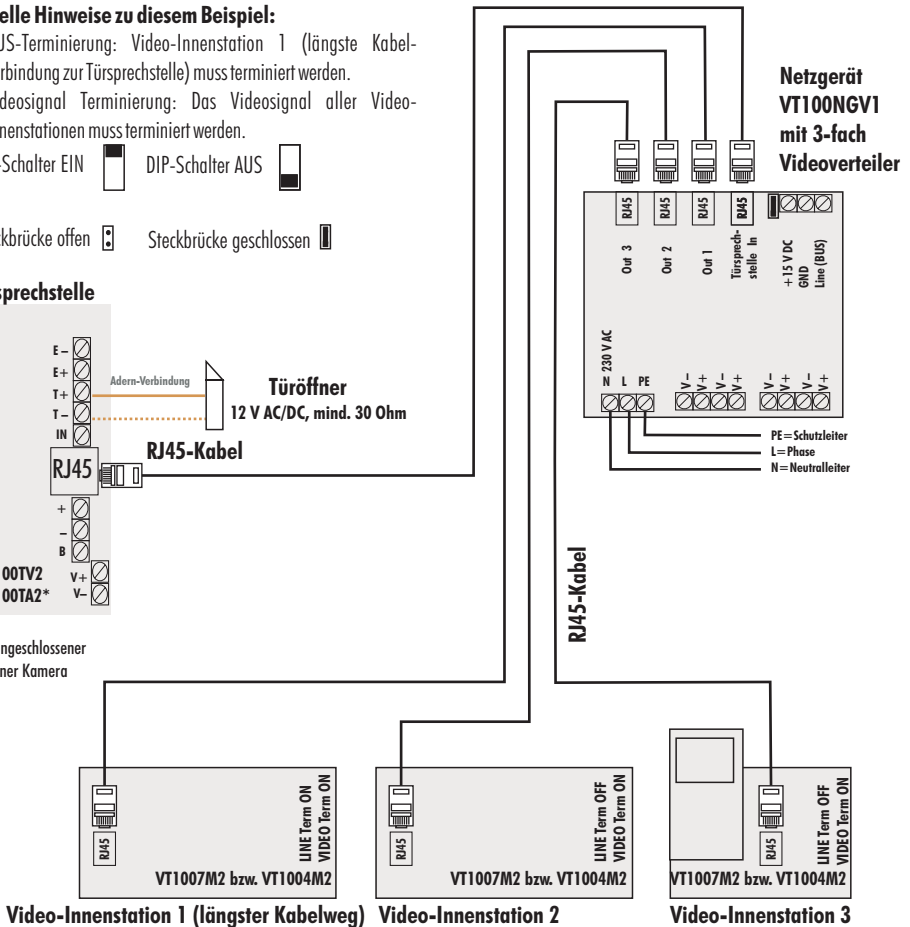 elle Hinweise zu diesem Beispiel:
US-Terminierung: Video-Innenstation 1 (längste Kabel-
rbindung zur Türsprechstelle) muss terminiert werden.
deosignal Terminierung: Das Videosignal aller Video-
nenstationen muss terminiert werden.
-Schalter EIN DIP-Schalter AUS
ckbrücke offen Steckbrücke geschlossen
sprechstelle
E –
E+
T+
T –
IN
RJ45
+
–
B
V+
V–
00TV2
00TA2*
ngeschlossener
ner Kamera
Adern-Verbindung
Türöffner
12 V AC/DC, mind. 30 Ohm
RJ45-Kabel
Netzgerät
VT100NGV1
mit 3-fach
Videoverteiler
RJ45 RJ45 RJ45 RJ45
Out 3
Out 2
Out 1
Türsprech-
stelle In
+15 V DC
GND
Line (BUS)
230 V AC
N L PE
V– V+ V– V+ V– V+ V– V+
PE=Schutzleiter
L=Phase
N=Neutralleiter
RJ45-Kabel
RJ45
LINE Term ON
VIDEO Term ON
VT1007M2 bzw. VT1004M2
Video-Innenstation 1 (längster Kabelweg)
RJ45
LINE Term OFF
VIDEO Term ON
VT1007M2 bzw. VT1004M2
Video-Innenstation 2
RJ45
LINE Term OFF
VIDEO Term ON
VT1007M2 bzw. VT1004M2
Video-Innenstation 3